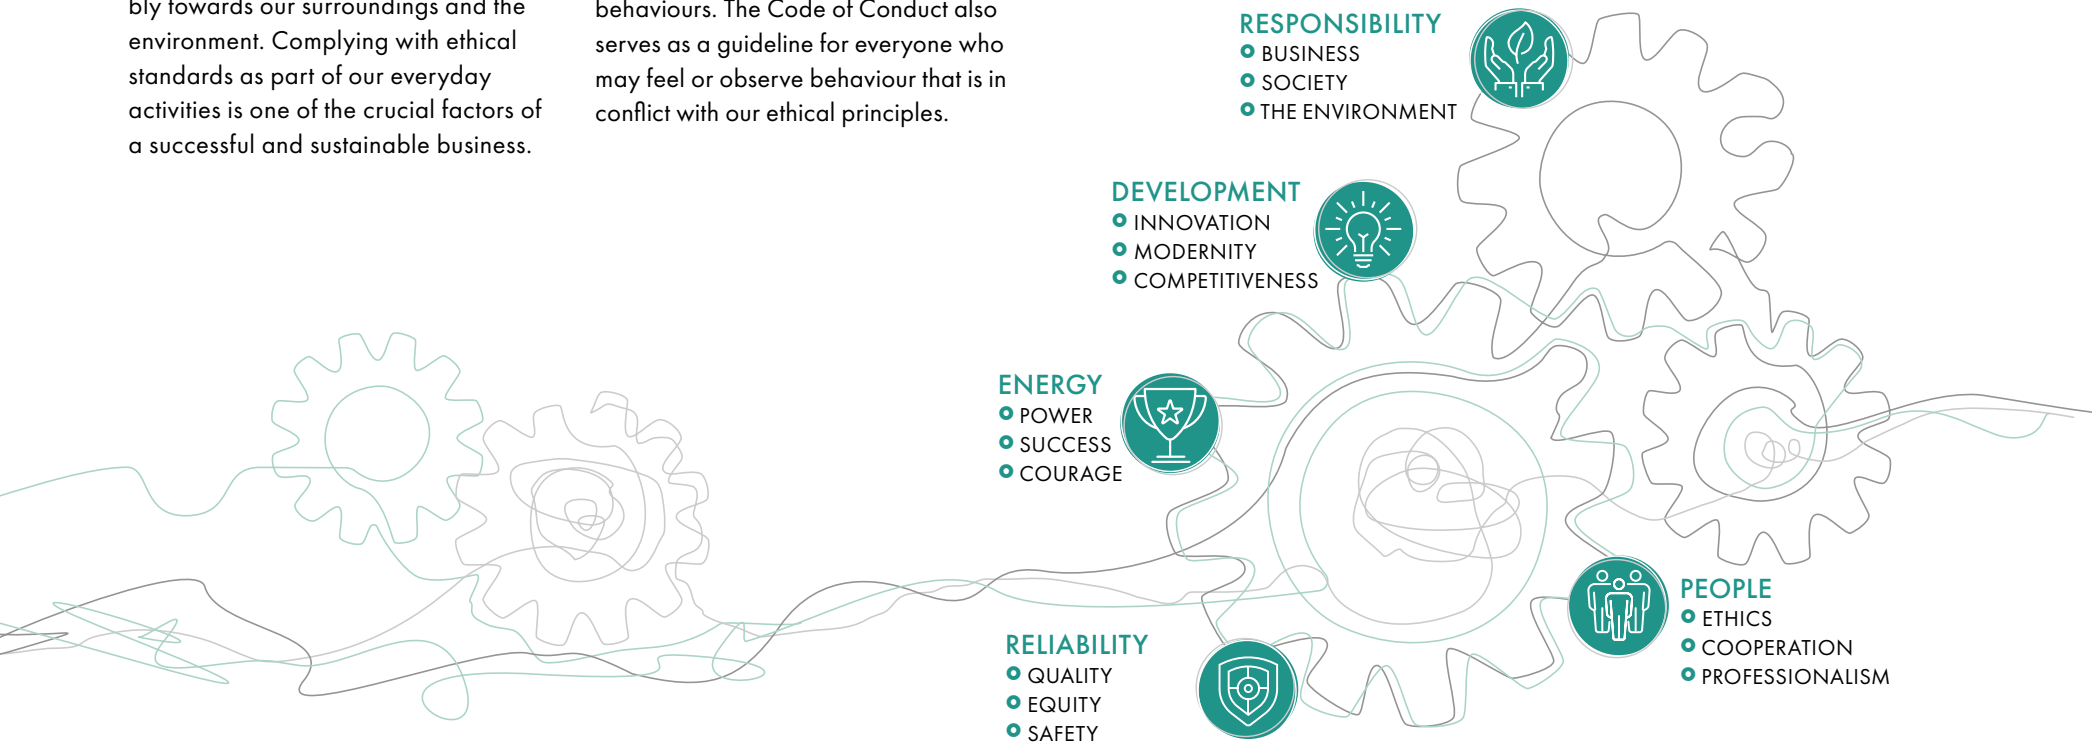 bly towards our surroundings and the
environment. Complying with ethical
standards as part of our everyday
activities is one of the crucial factors of
a successful and sustainable business.
behaviours. The Code of Conduct also
serves as a guideline for everyone who
may feel or observe behaviour that is in
conflict with our ethical principles.
RESPONSIBILITY
BUSINESS
SOCIETY
THE ENVIRONMENT
DEVELOPMENT
INNOVATION
MODERNITY
COMPETITIVENESS
ENERGY
POWER
SUCCESS
COURAGE
RELIABILITY
QUALITY
EQUITY
SAFETY
PEOPLE
ETHICS
COOPERATION
PROFESSIONALISM